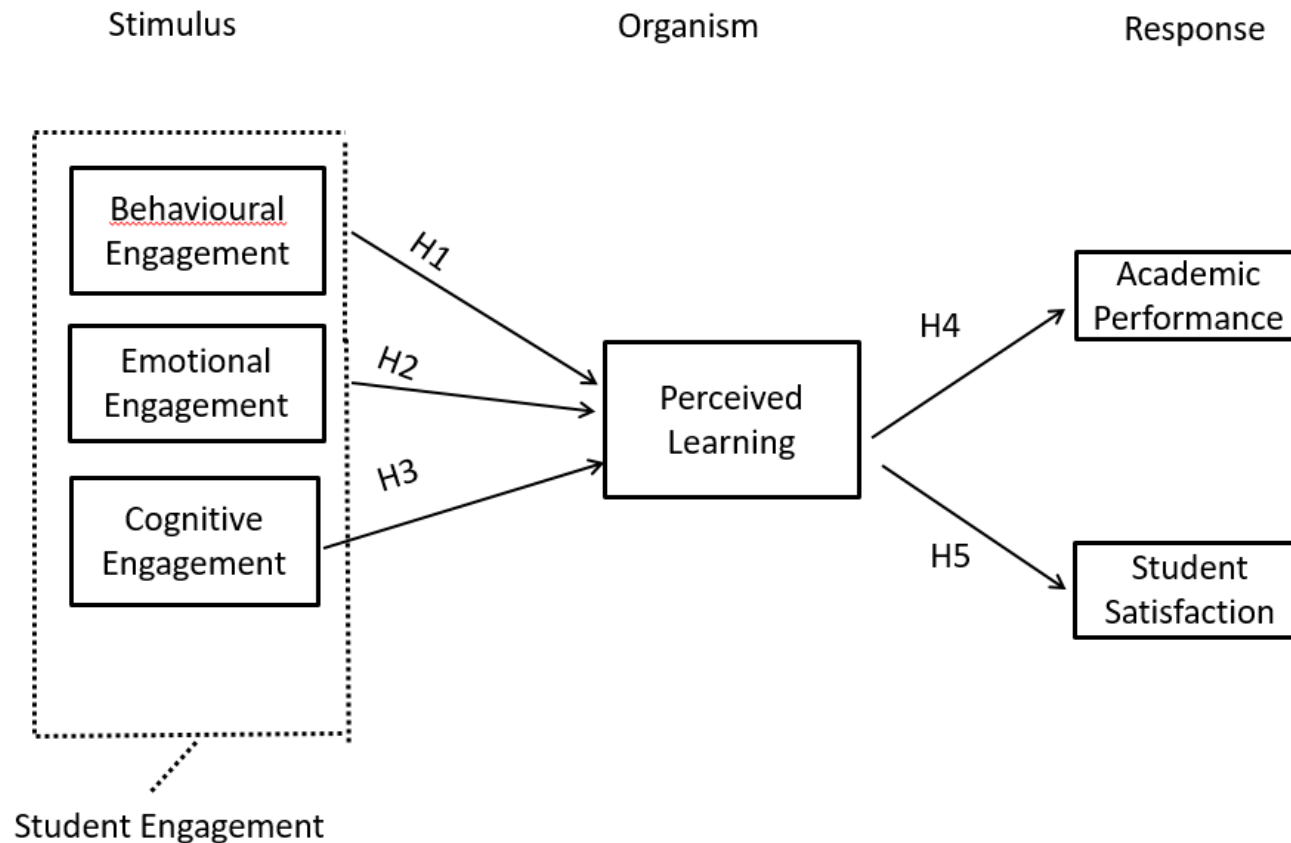 Stimulus
Organism
Response
Behavioural
Engagement
H1
Emotional
Engagement
H2
Cognitive
Engagement
H3
Perceived
Learning
H4
Academic
Performance
H5
Student
Satisfaction
Student Engagement